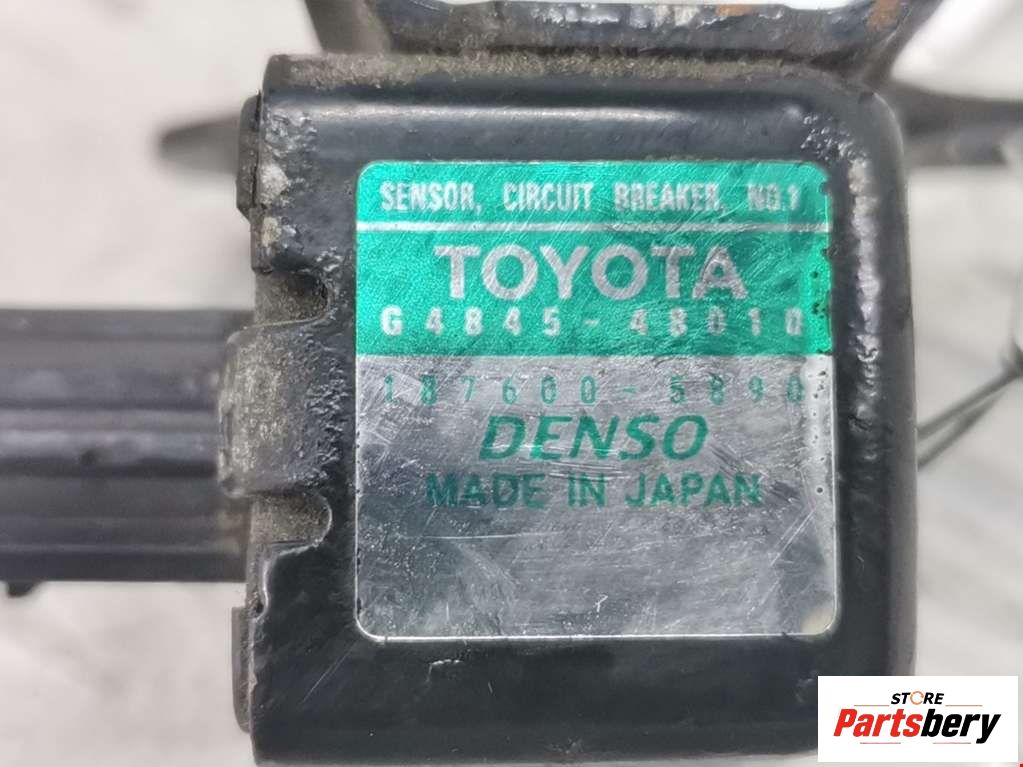 SENSOR, CIRCUIT BREAKER, NO.1
TOYOTA
G4845-48010
187600-5890
DENSO
MADE IN JAPAN
STORE
Partsbery